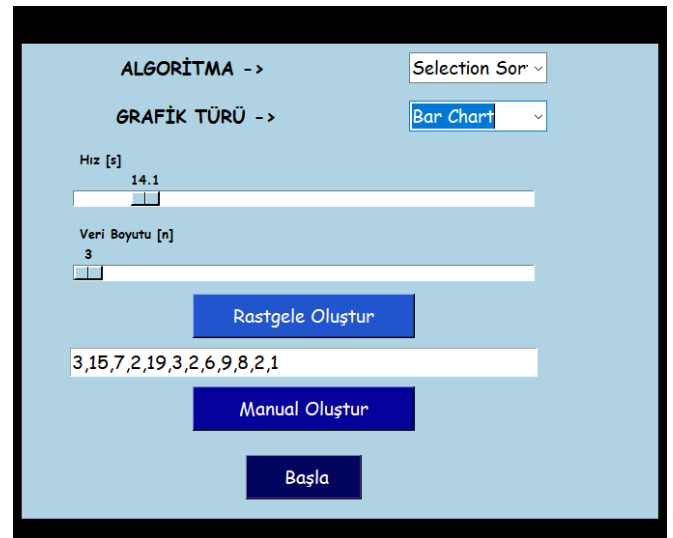 ALGORİTMA -> Selection Sor
GRAFİK TÜRÜ -> Bar Chart
Hız [s]
14.1
Veri Boyutu [n]
3
Rastgele Oluştur
3,15,7,2,19,3,2,6,9,8,2,1
Manual Oluştur
Başla